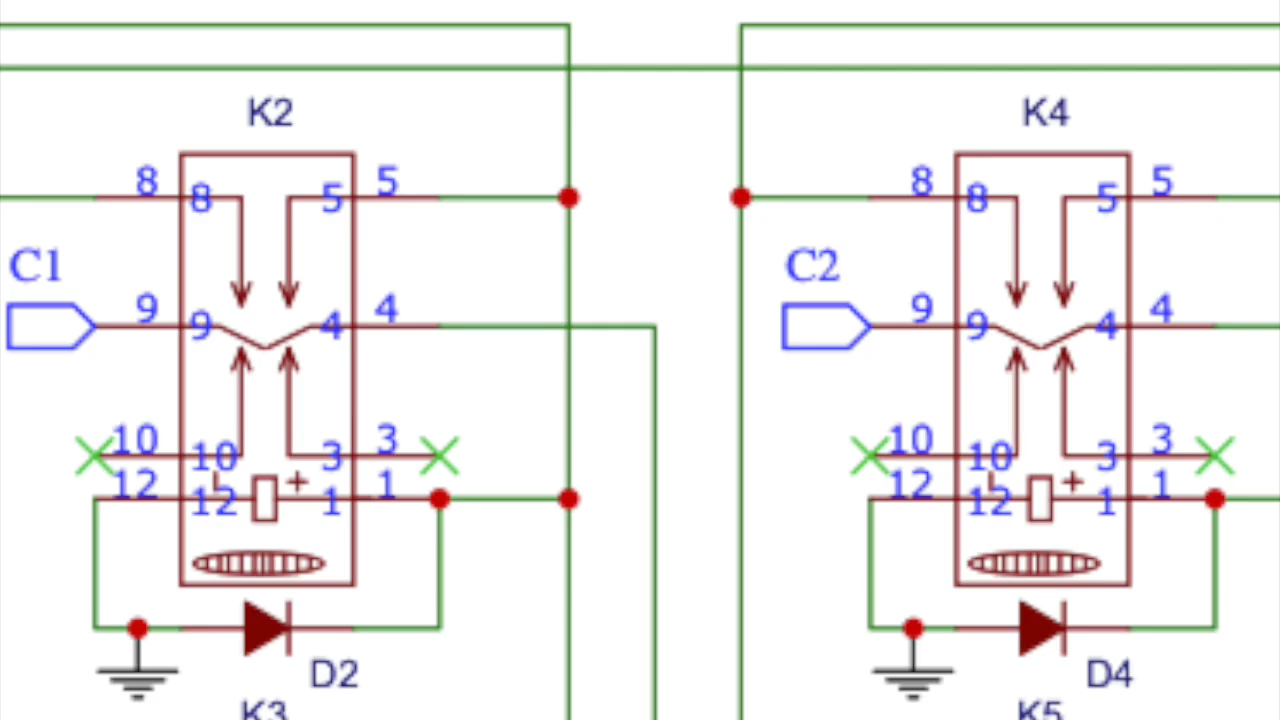 K2 K4
8 8 5 5 8 8 5 5
C1 C2
9 9 4 4 9 9 4 4
10 10 3 3 10 10 3 3
12 12 + 1 1 12 12 + 1 1
D2 D4
K3 K5